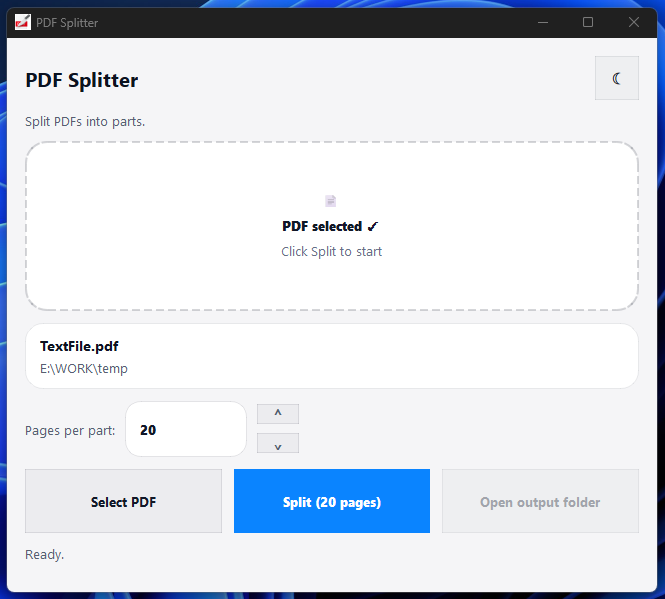 PDF Splitter
PDF Splitter
Split PDFs into parts.
PDF selected ✓
Click Split to start
TextFile.pdf
E:\WORK\temp
Pages per part: 20
Select PDF Split (20 pages) Open output folder
Ready.